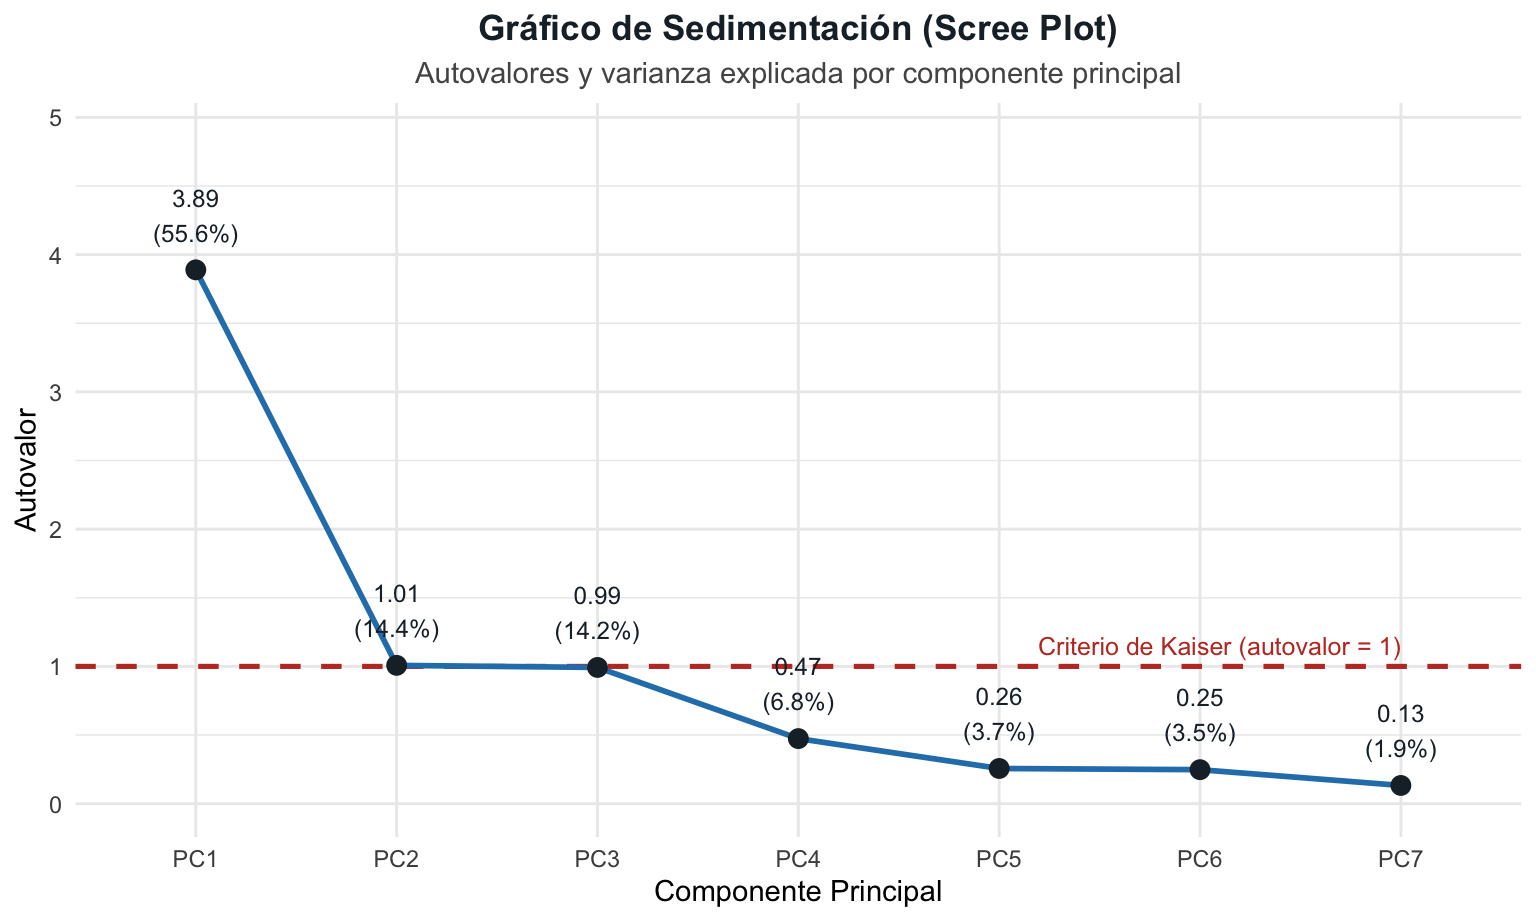 Gráfico de Sedimentación (Scree Plot)
Autovalores y varianza explicada por componente principal
Autovalor
5
4
3
2
1
0
3.89
(55.6%)
1.01
(14.4%)
0.99
(14.2%)
0.47
(6.8%)
0.26
(3.7%)
0.25
(3.5%)
0.13
(1.9%)
Criterio de Kaiser (autovalor = 1)
PC1
PC2
PC3
PC4
PC5
PC6
PC7
Componente Principal